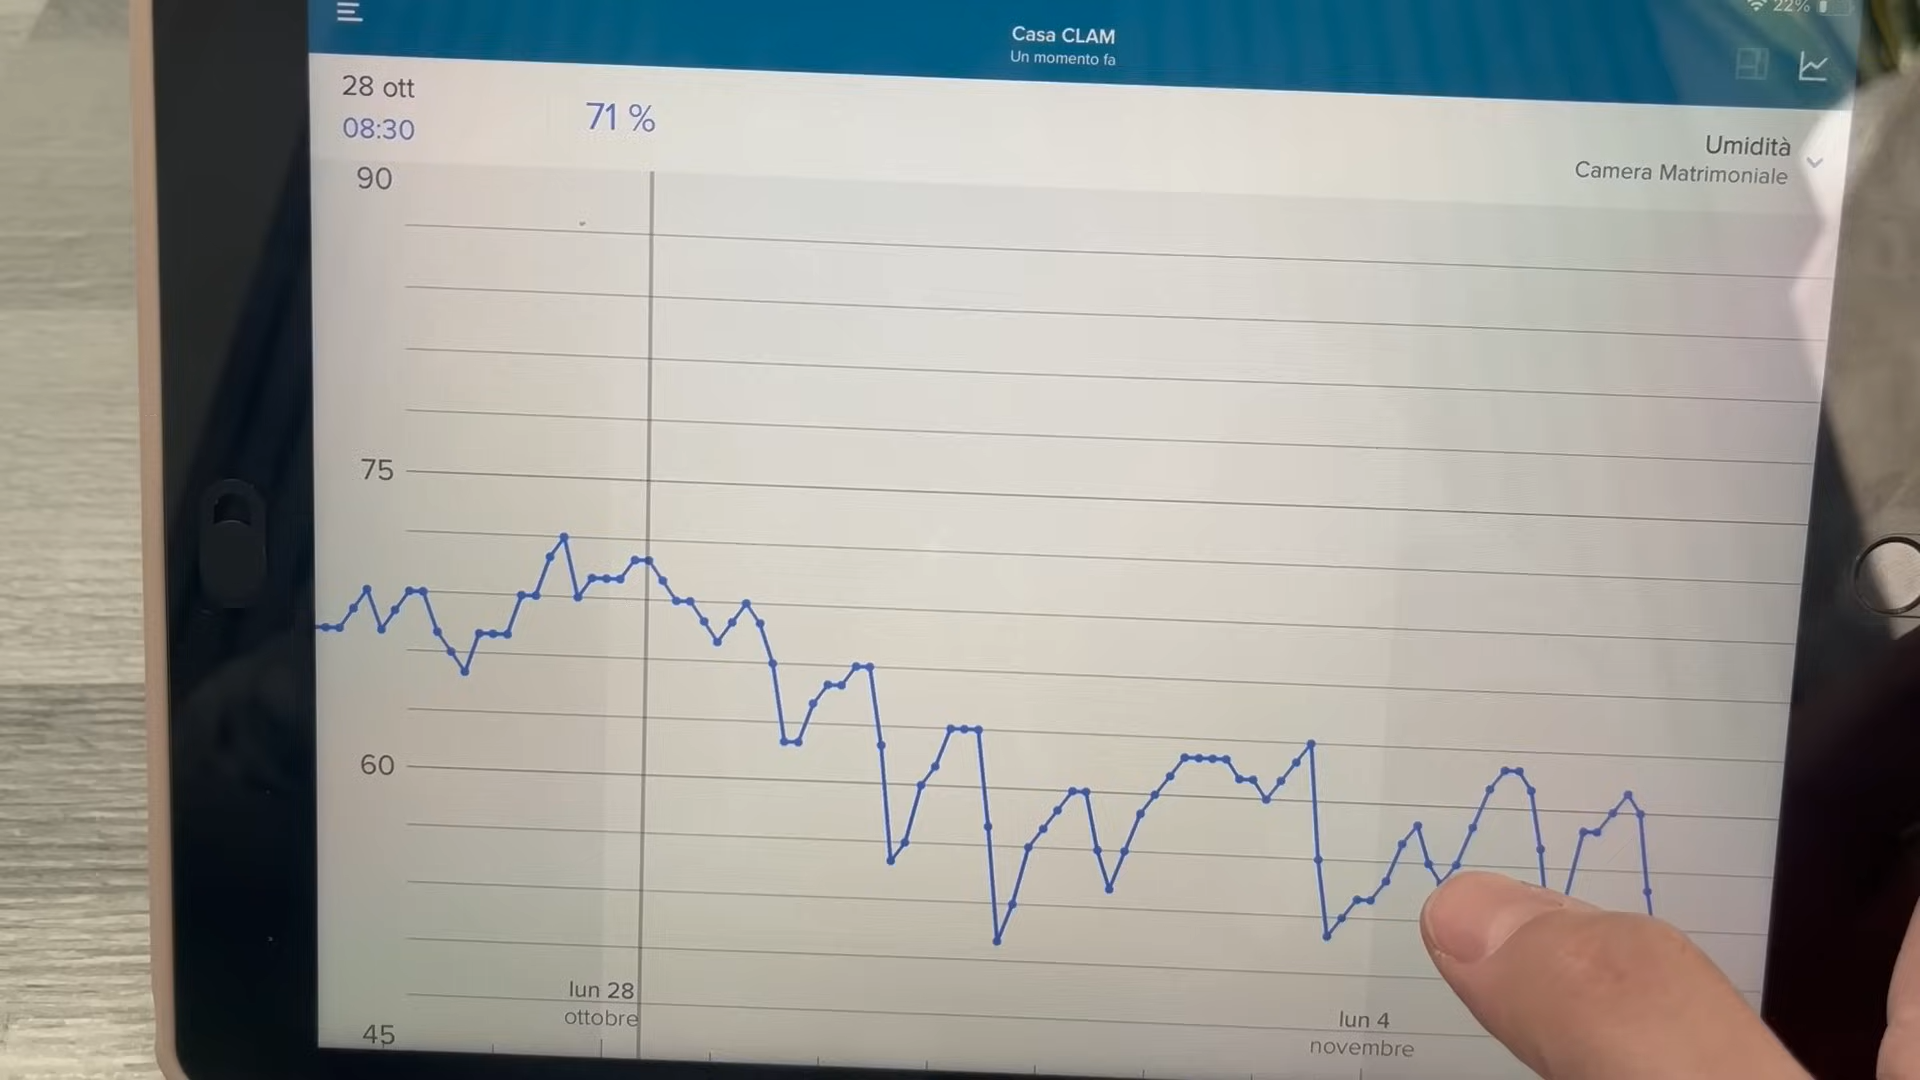 22%
Casa CLAM
Un momento fa
28 ott
08:30
71 %
Umidità
Camera Matrimoniale
90
75
60
45
lun 28
ottobre
lun 4
novembre